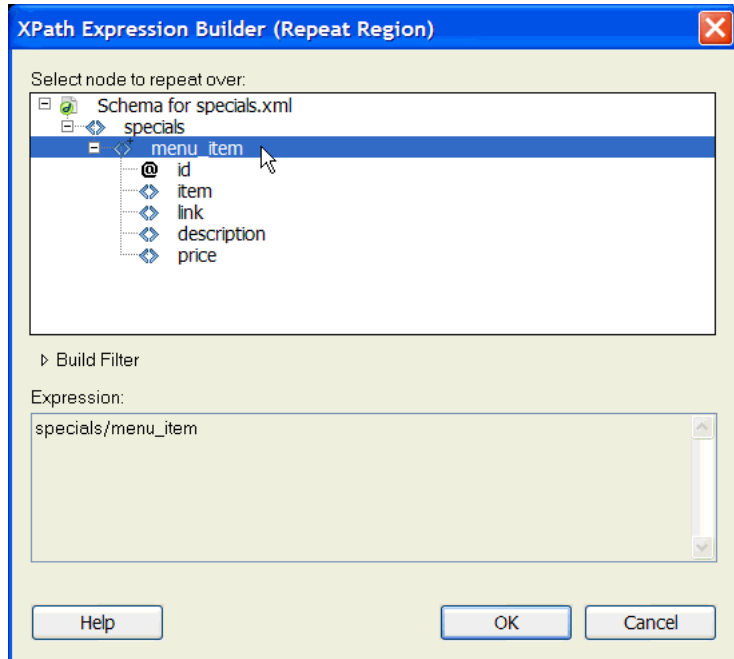 XPath Expression Builder (Repeat Region)
Select node to repeat over:
Schema for specials.xml
specials
menu_item
@ id
item
link
description
price
Build Filter
Expression:
specials/menu_item
Help OK Cancel